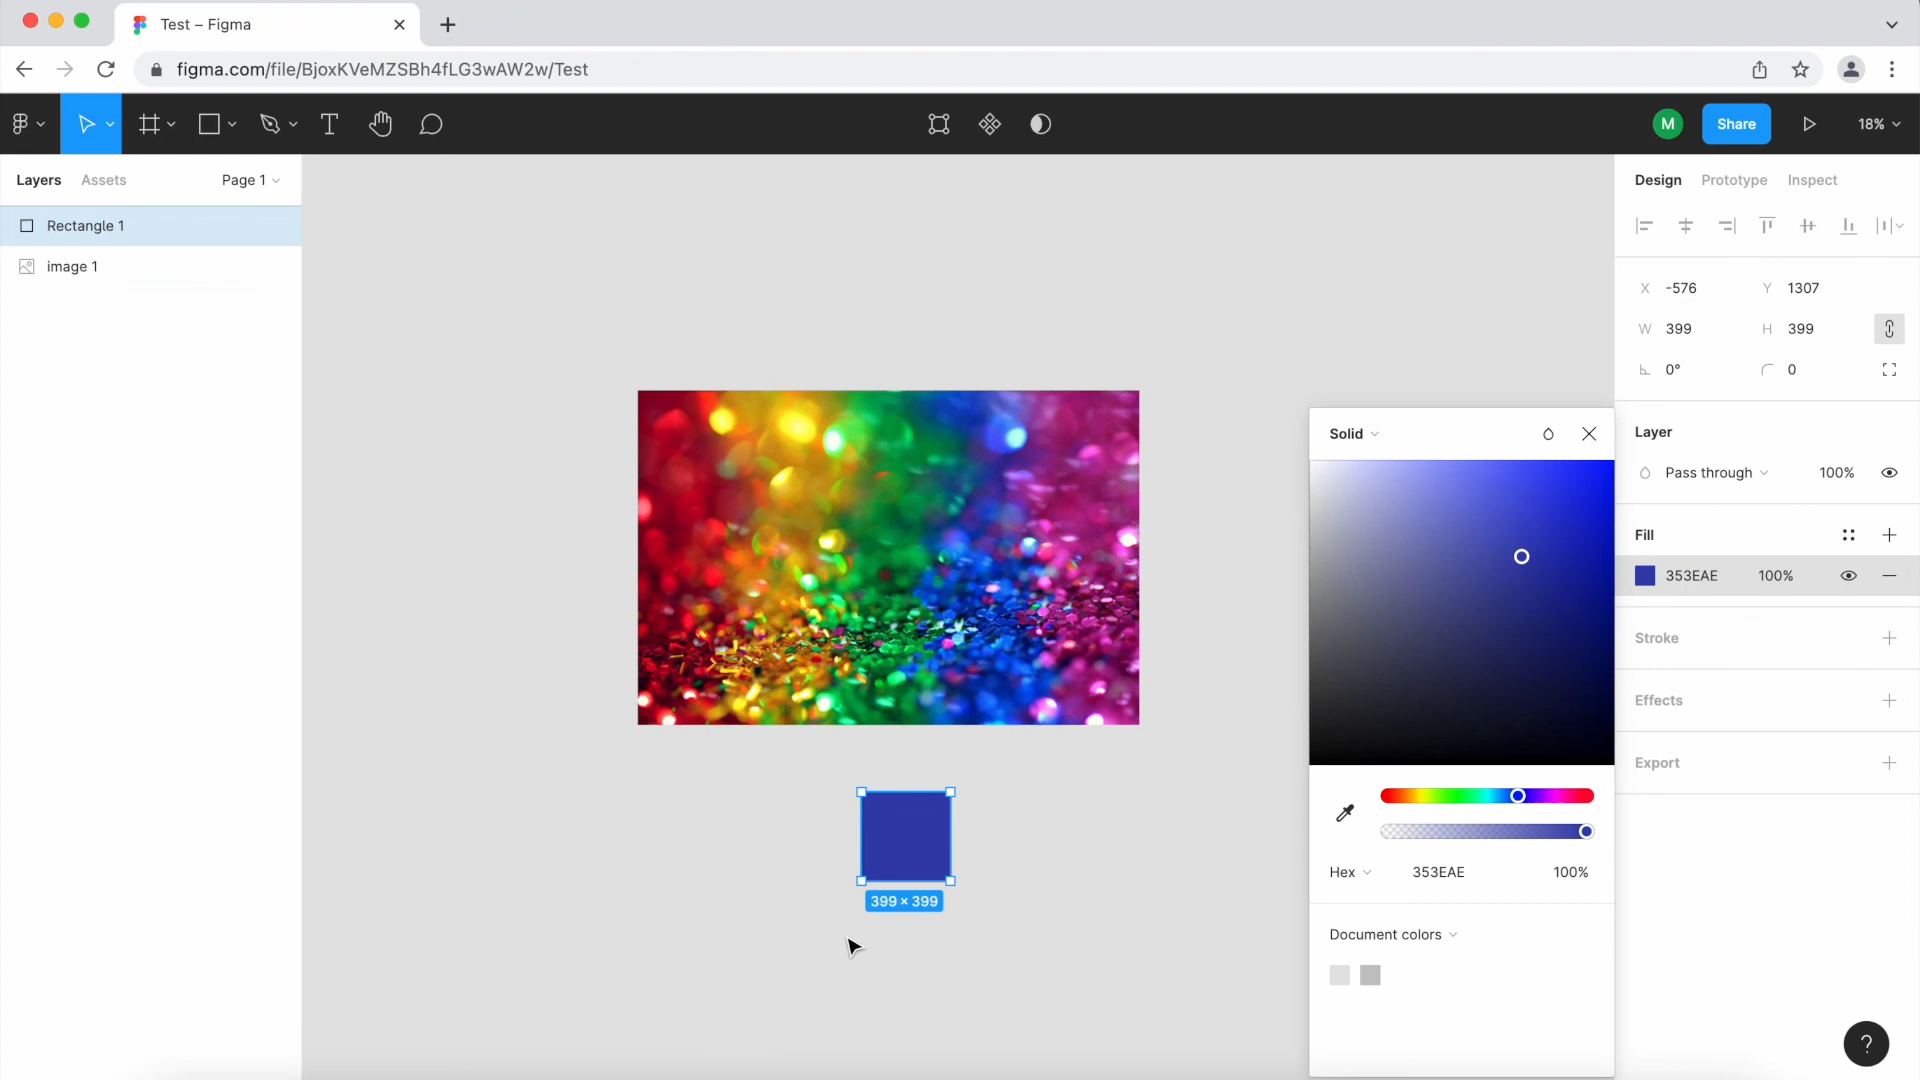 Test – Figma
figma.com/file/BjoxKVeMZSBh4fLG3wAW2w/Test
M
Share
18%
Layers
Assets
Page 1
Design
Prototype
Inspect
Rectangle 1
image 1
X -576 Y 1307
W 399 H 399
0° 0
Solid
Layer
Pass through 100%
Fill
353EAE 100%
Stroke
Effects
Export
Hex 353EAE 100%
399 × 399
Document colors
?